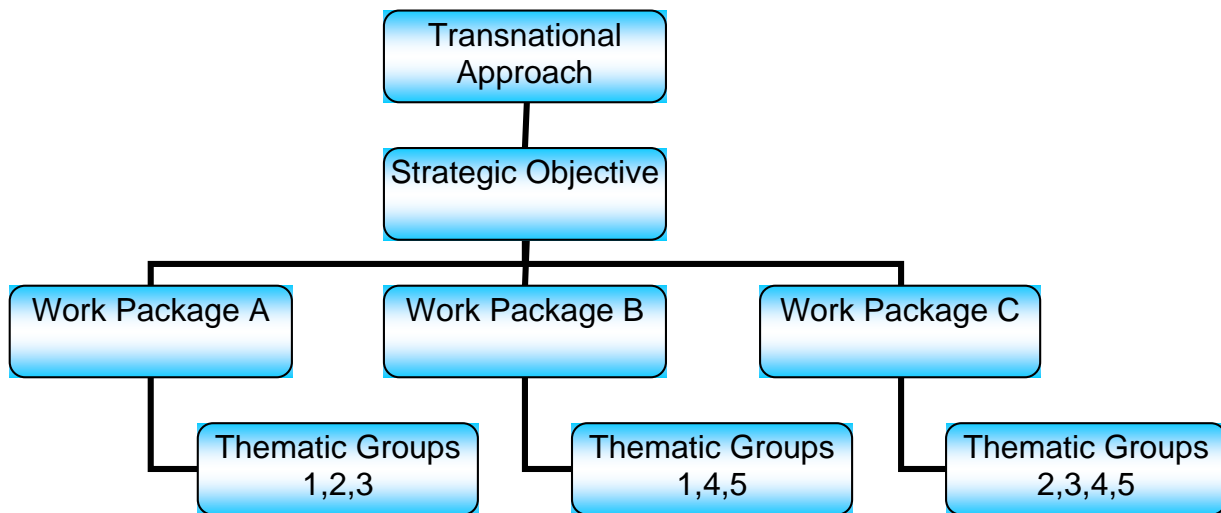 Transnational
Approach
Strategic Objective
Work Package A
Work Package B
Work Package C
Thematic Groups
1,2,3
Thematic Groups
1,4,5
Thematic Groups
2,3,4,5